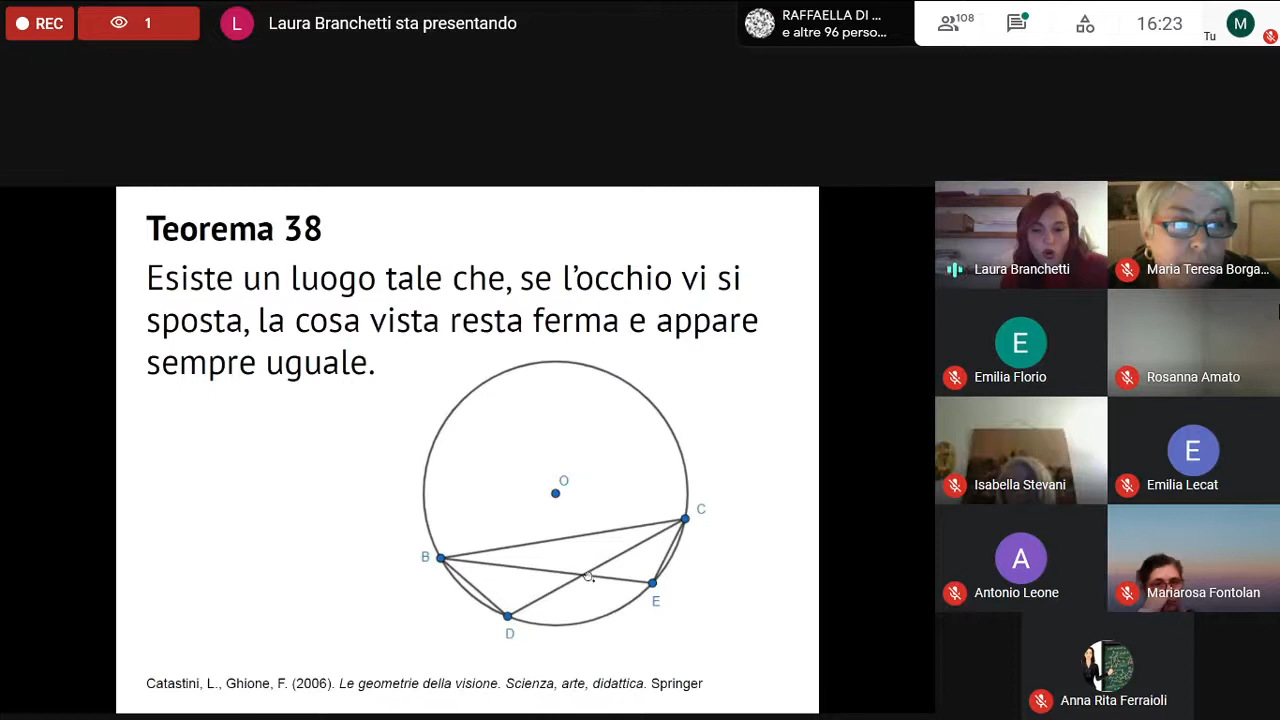 REC
1
L
Laura Branchetti sta presentando
RAFFAELLA DI ...
e altre 96 perso...
108
16:23
Tu
M
Teorema 38
Esiste un luogo tale che, se l'occhio vi si
sposta, la cosa vista resta ferma e appare
sempre uguale.
O
C
B
E
D
Catastini, L., Ghione, F. (2006). Le geometrie della visione. Scienza, arte, didattica. Springer
Laura Branchetti
Maria Teresa Borga...
E
Emilia Florio
Rosanna Amato
Isabella Stevani
E
Emilia Lecat
A
Antonio Leone
Mariarosa Fontolan
Anna Rita Ferraioli